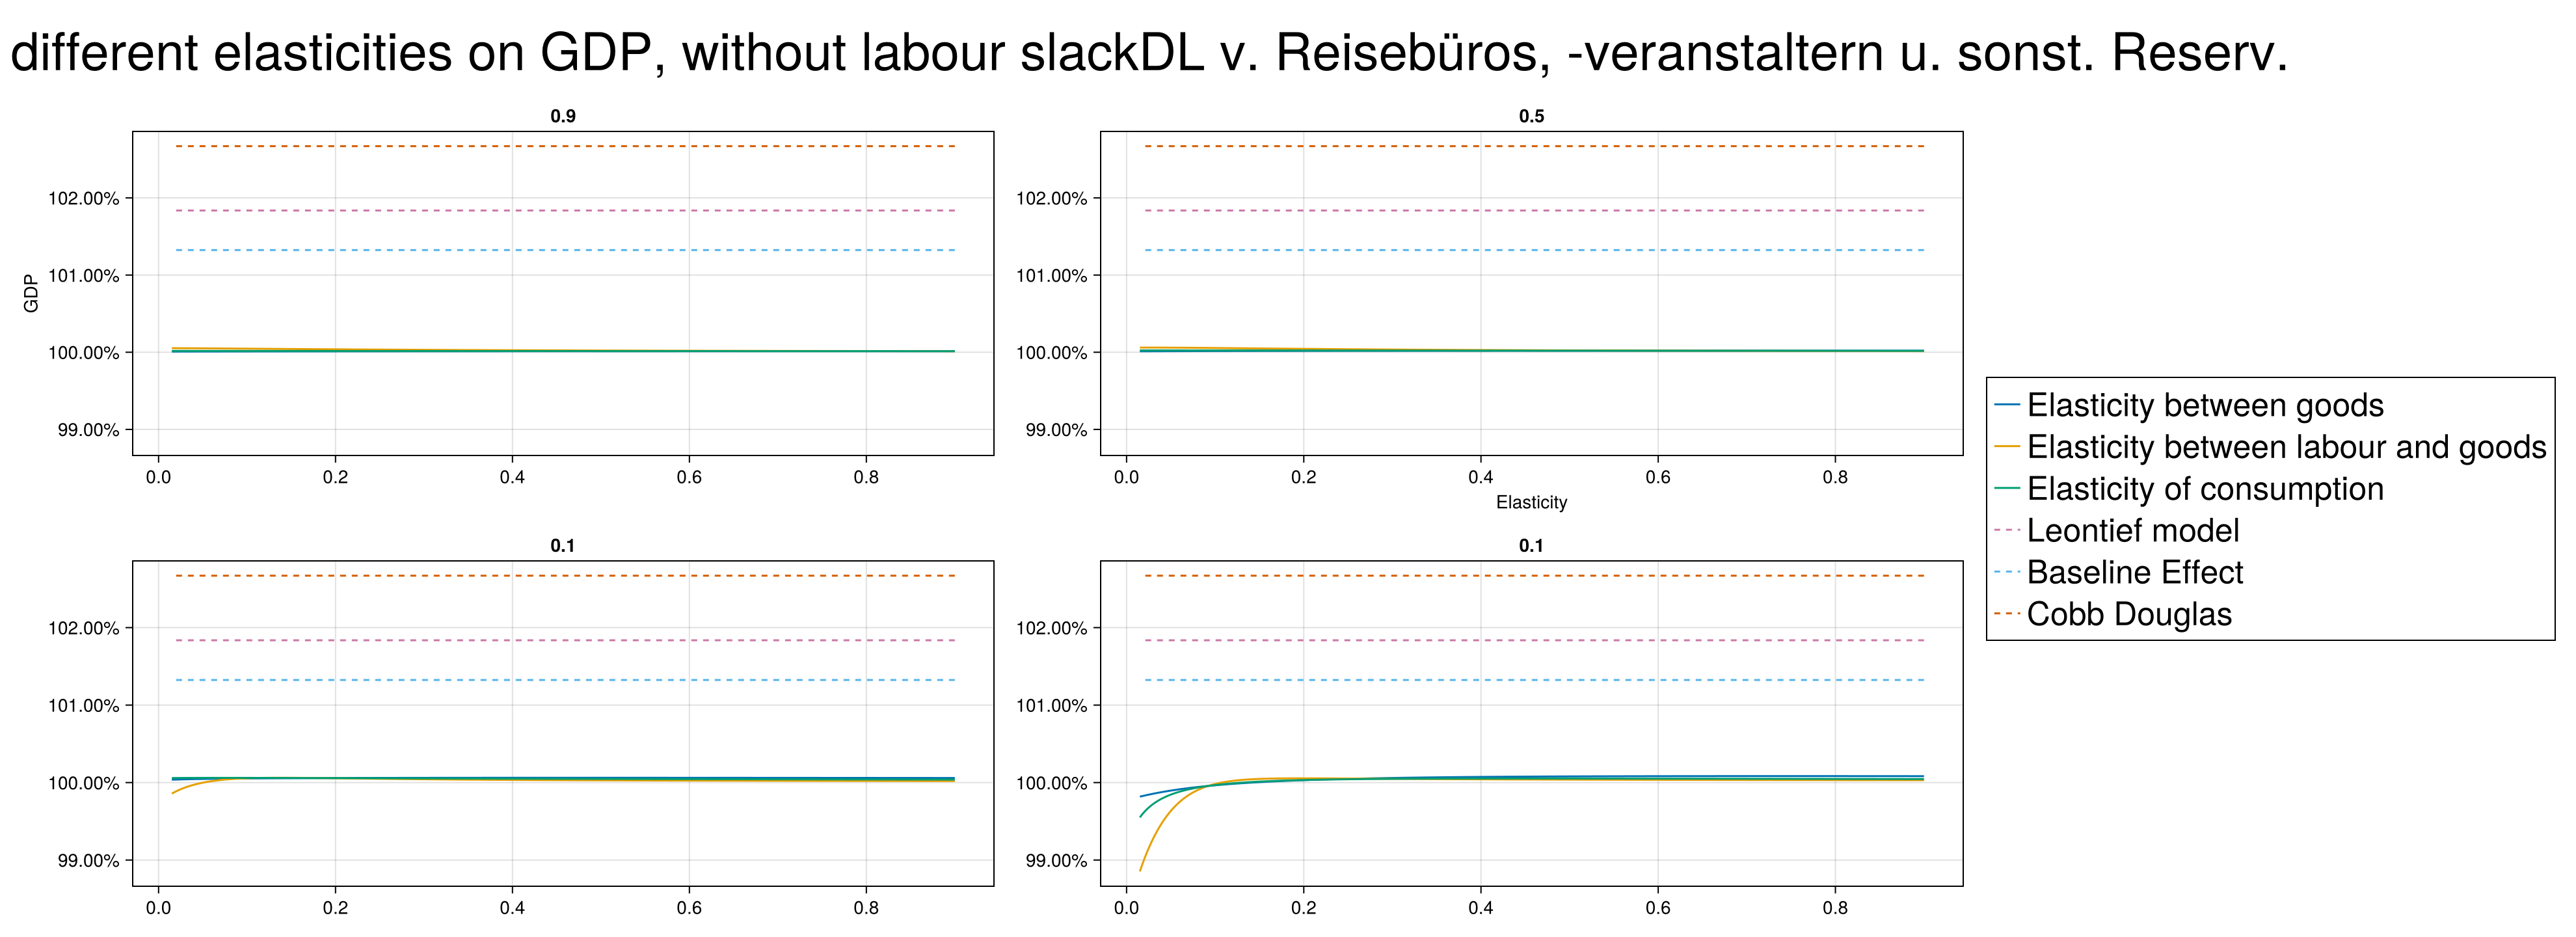 different elasticities on GDP, without labour slackDL v. Reisebüros, -veranstaltern u. sonst. Reserv.
0.9
102.00%
101.00%
100.00%
99.00%
GDP
0.0 0.2 0.4 0.6 0.8
0.5
102.00%
101.00%
100.00%
99.00%
0.0 0.2 0.4 0.6 0.8
Elasticity
0.1
102.00%
101.00%
100.00%
99.00%
0.0 0.2 0.4 0.6 0.8
0.1
102.00%
101.00%
100.00%
99.00%
0.0 0.2 0.4 0.6 0.8
Elasticity between goods
Elasticity between labour and goods
Elasticity of consumption
Leontief model
Baseline Effect
Cobb Douglas